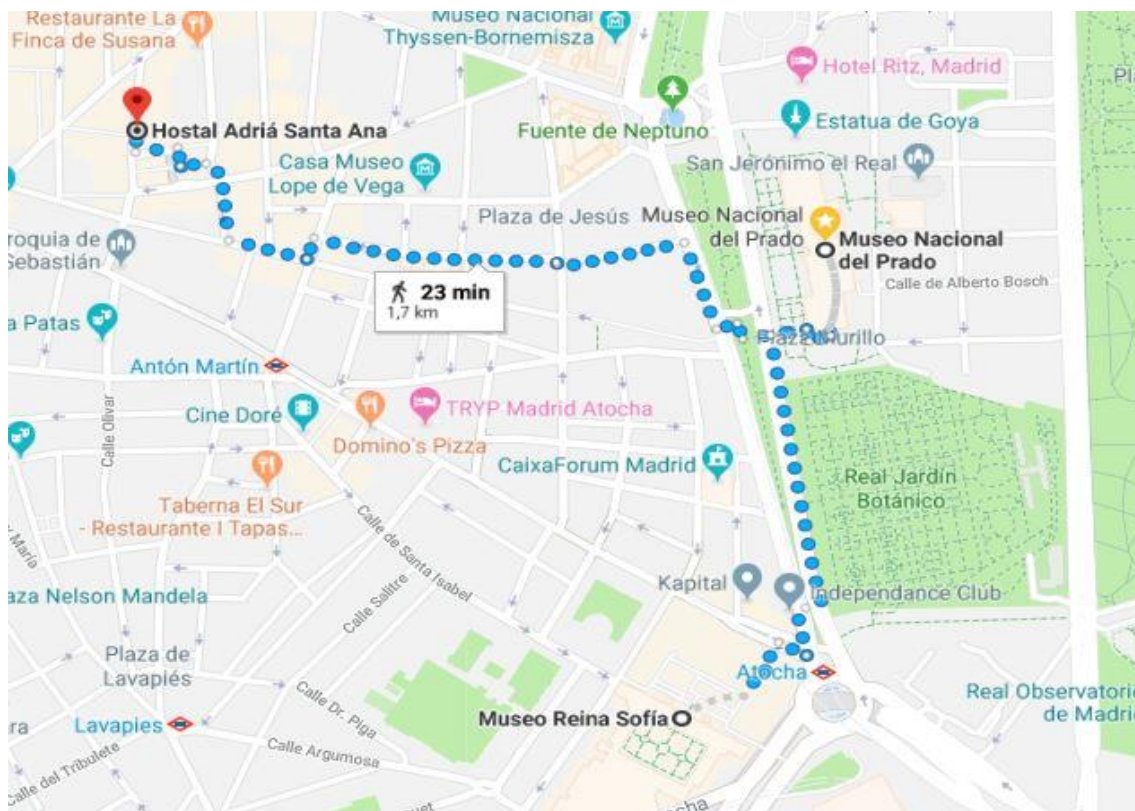 Restaurante La
Finca de Susana
Museo Nacional
Thyssen-Bornemisza
Hotel Ritz, Madrid
Pl
Hostal Adriá Santa Ana
Fuente de Neptuno
Estatua de Goya
Casa Museo
Lope de Vega
San Jerónimo el Real
Plaza de Jesús
Museo Nacional
del Prado
Museo Nacional
del Prado
roquia de
Sebastián
Calle de Alberto Bosch
23 min
1,7 km
a Patas
Plaza Murillo
Antón Martín
Cine Doré
TRYP Madrid Atocha
Domino's Pizza
Calle Olivar
CaixaForum Madrid
Real Jardín
Botánico
Taberna El Sur
- Restaurante I Tapas...
Calle de Santa Isabel
María
Calle Salitre
Kapital
Independance Club
aza Nelson Mandela
Plaza de
Lavapiés
Atocha
Calle Dr. Piga
Museo Reina Sofía
Real Observatorio
de Madri
ra
Lavapies
Calle Argumosa
Calle del Tribulete
Atocha